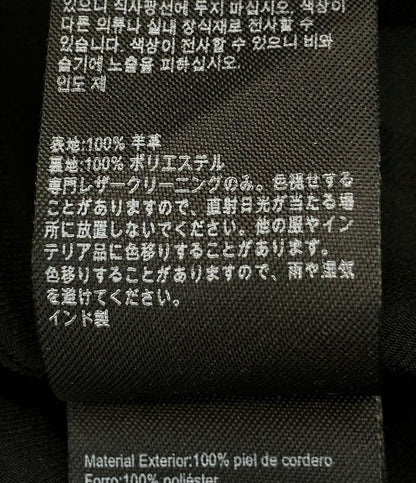 있으니 직사광선에 두지 마십시오. 색상이
다른 의류나 실내 장식재로 전사할 수
있습니다. 색상이 전사할 수 있으니 비와
습기에 노출을 피하십시오.
인도 제
表地:100% 羊革
裏地:100% ポリエステル
専門レザークリーニングのみ。色褪せする
ことがありますので、直射日光が当たる場
所に放置しないでください。他の服やイン
テリア品に色移りすることがあります。
色移りすることがありますので、雨や湿気
を避けてください。
インド製
Material Exterior:100% piel de cordero
Forro:100% poliéster